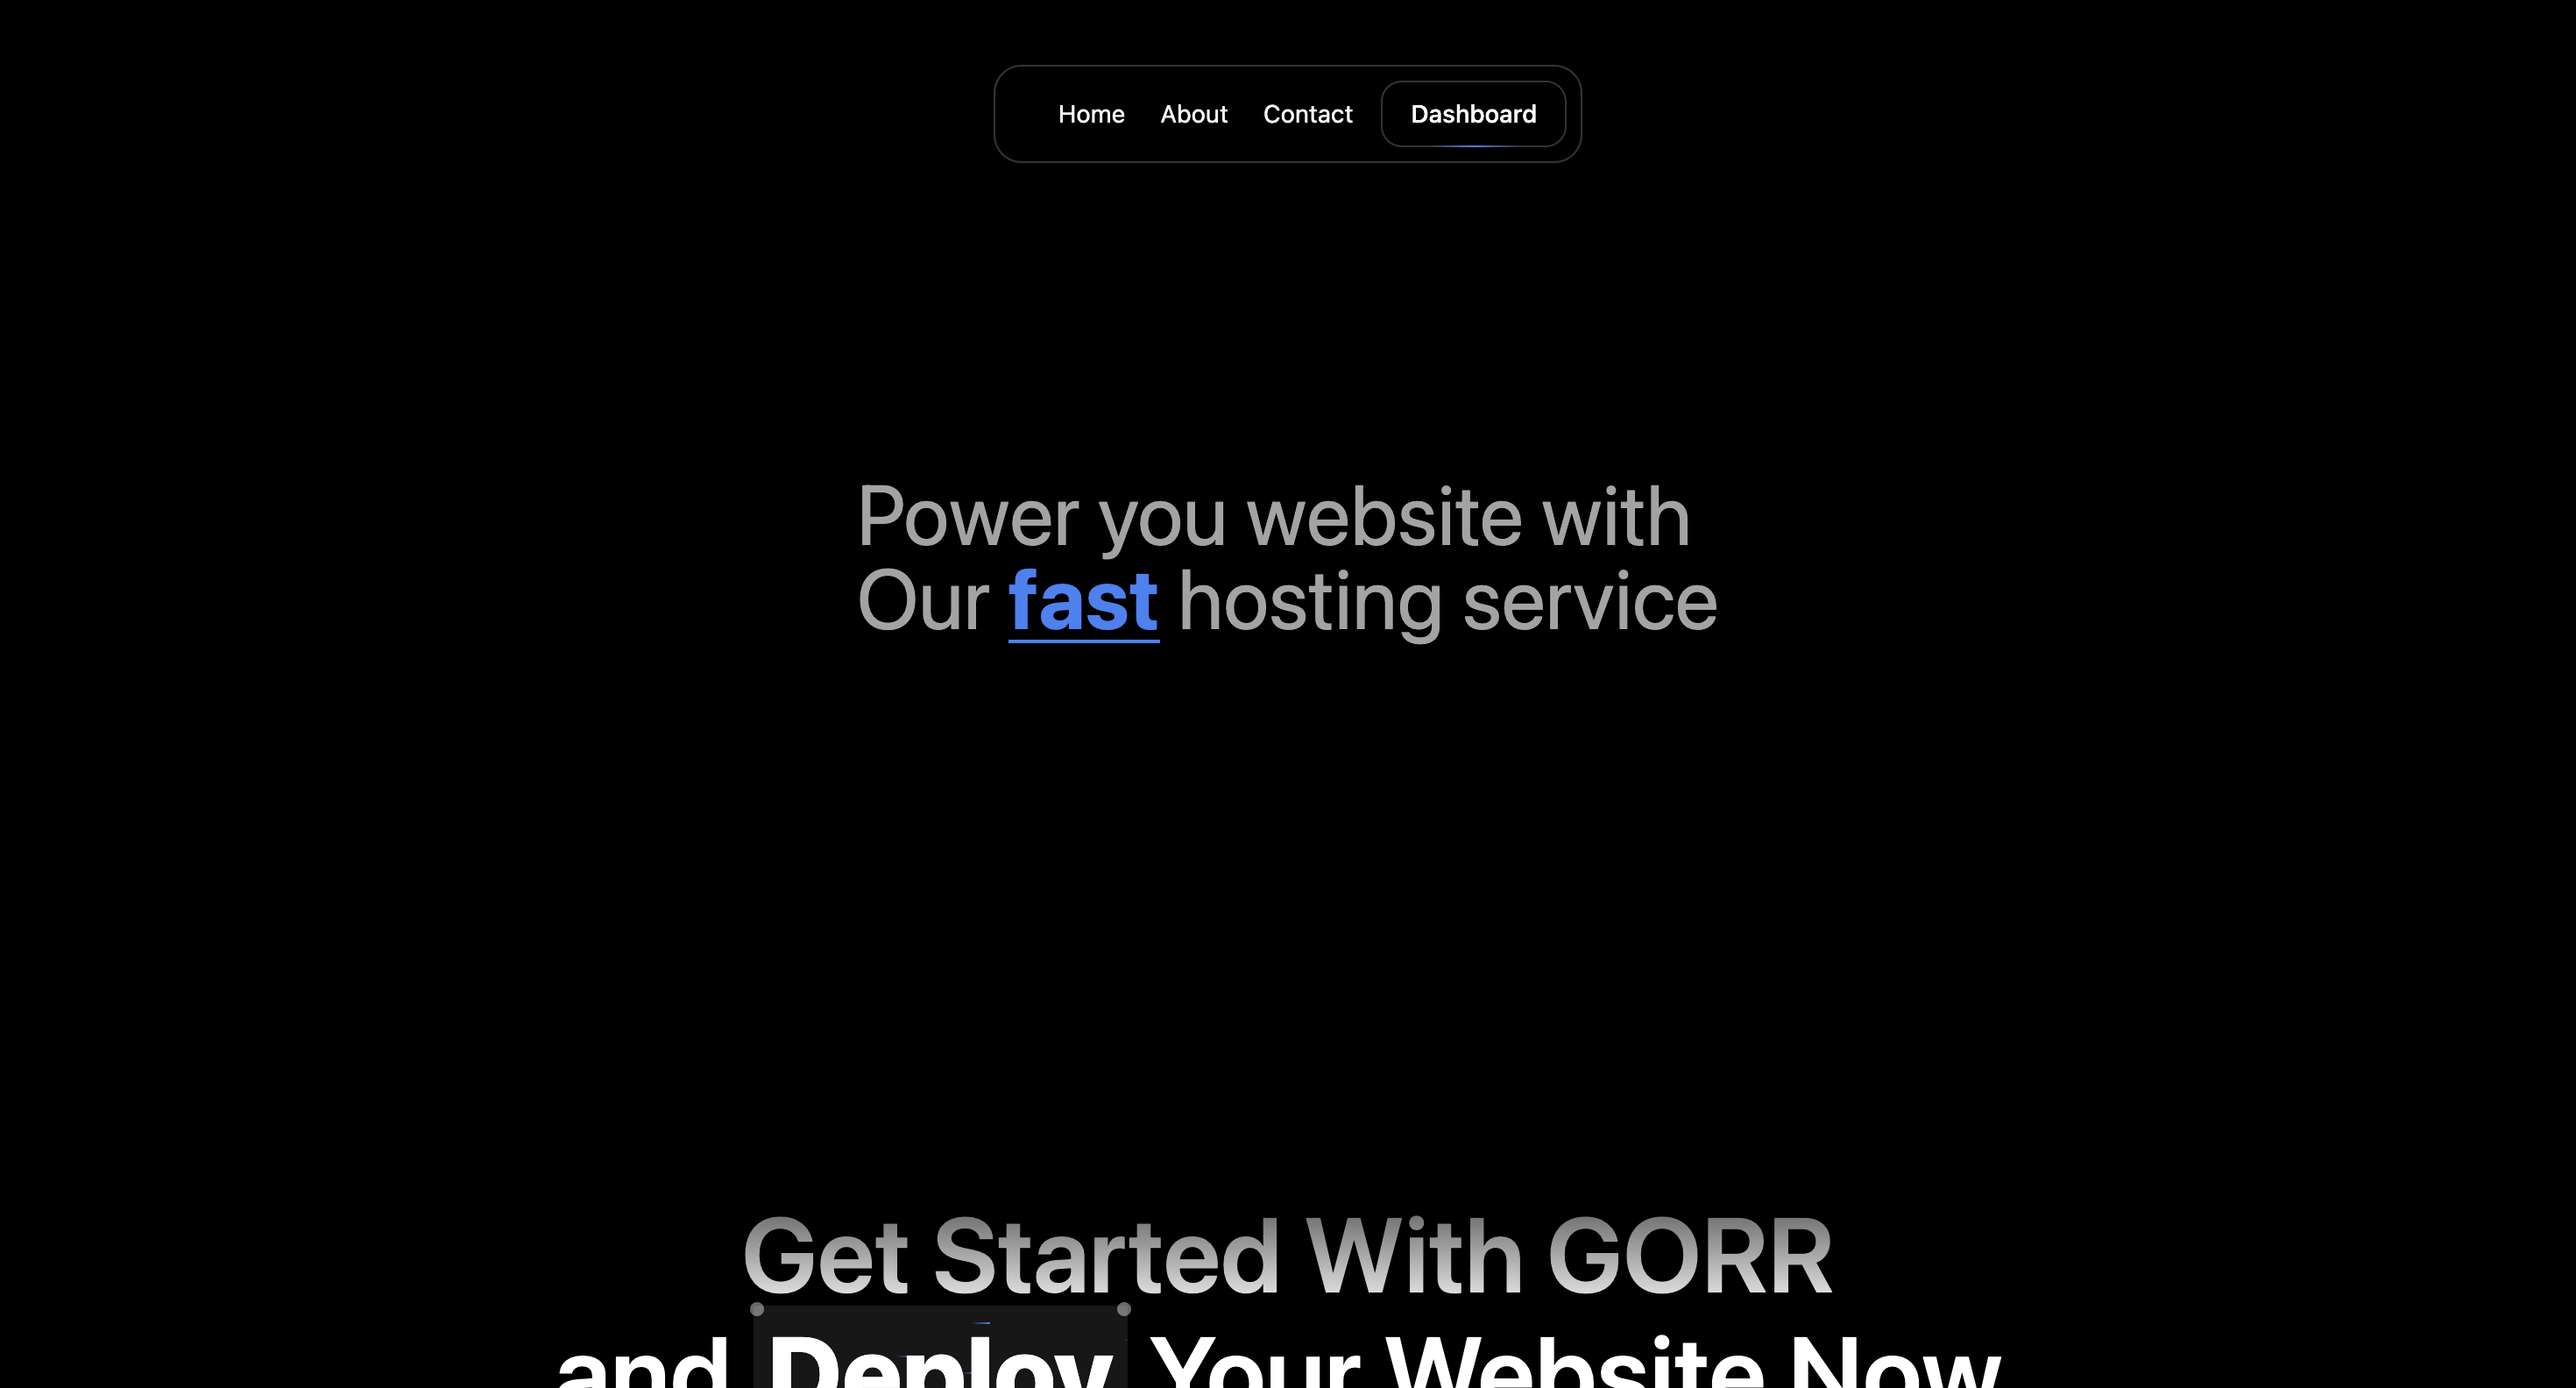 Home About Contact Dashboard
Power you website with
Our fast hosting service
Get Started With GORR
and Deploy Your Website Now